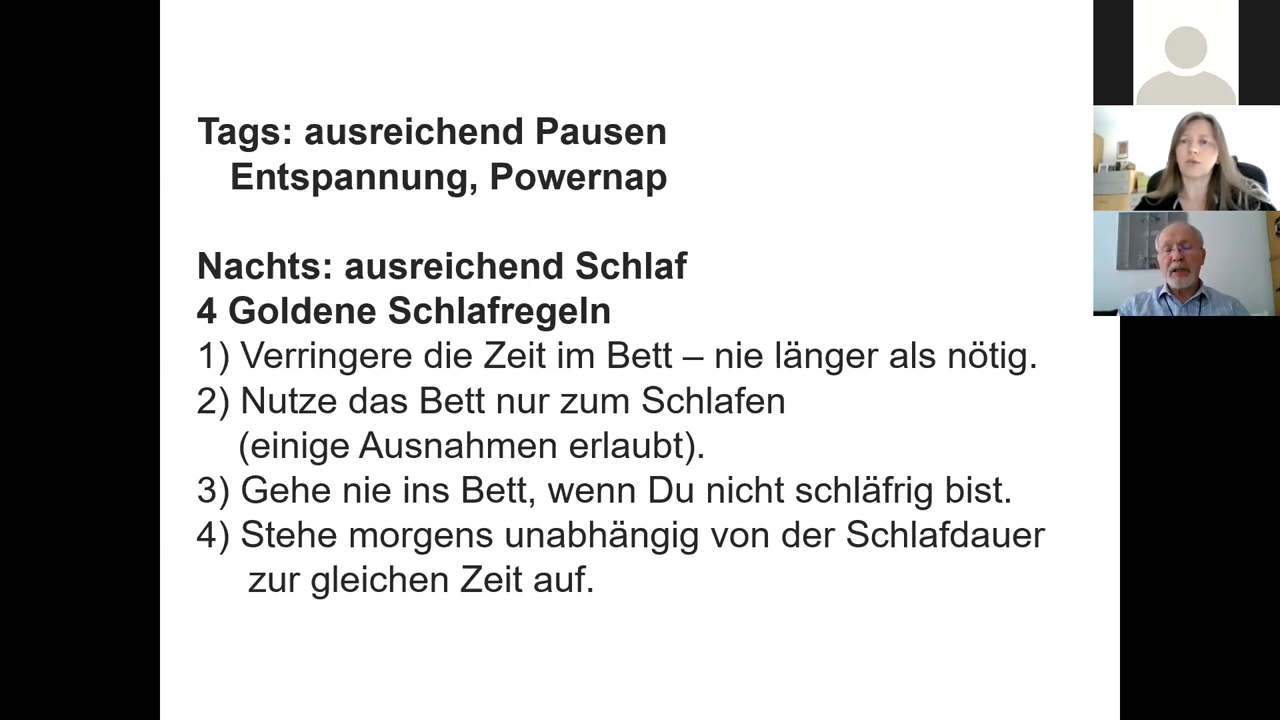 Tags: ausreichend Pausen
Entspannung, Powernap
Nachts: ausreichend Schlaf
4 Goldene Schlafregeln
1) Verringere die Zeit im Bett – nie länger als nötig.
2) Nutze das Bett nur zum Schlafen
(einige Ausnahmen erlaubt).
3) Gehe nie ins Bett, wenn Du nicht schläfrig bist.
4) Stehe morgens unabhängig von der Schlafdauer
zur gleichen Zeit auf.